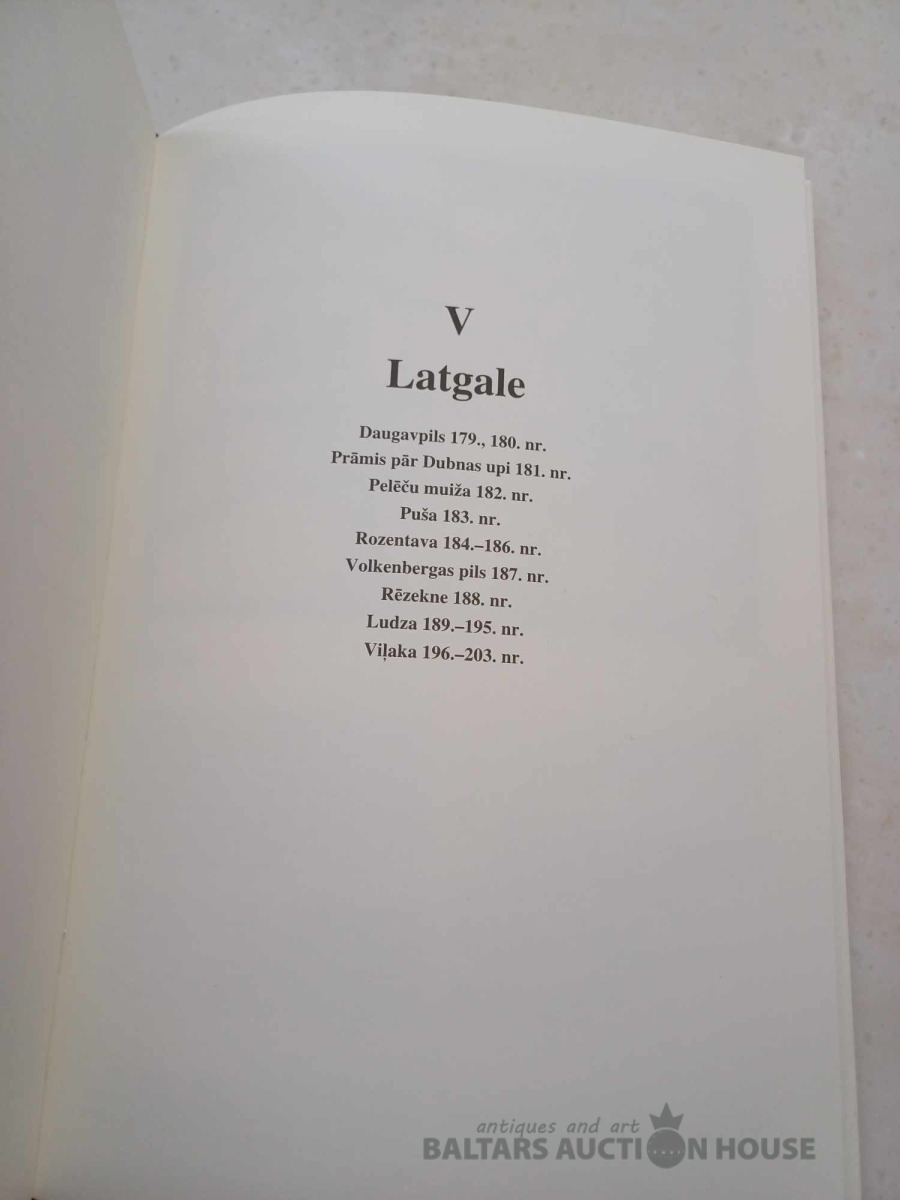 V
Latgale
Daugavpils 179., 180. nr.
Prāmis pār Dubnas upi 181. nr.
Pelēču muiža 182. nr.
Puša 183. nr.
Rozentava 184.–186. nr.
Volkenbergas pils 187. nr.
Rēzekne 188. nr.
Ludza 189.–195. nr.
Viļaka 196.–203. nr.
antiques and art
BALTARS AUCTION HOUSE